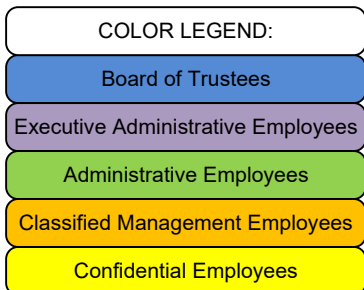 COLOR LEGEND:
Board of Trustees
Executive Administrative Employees
Administrative Employees
Classified Management Employees
Confidential Employees